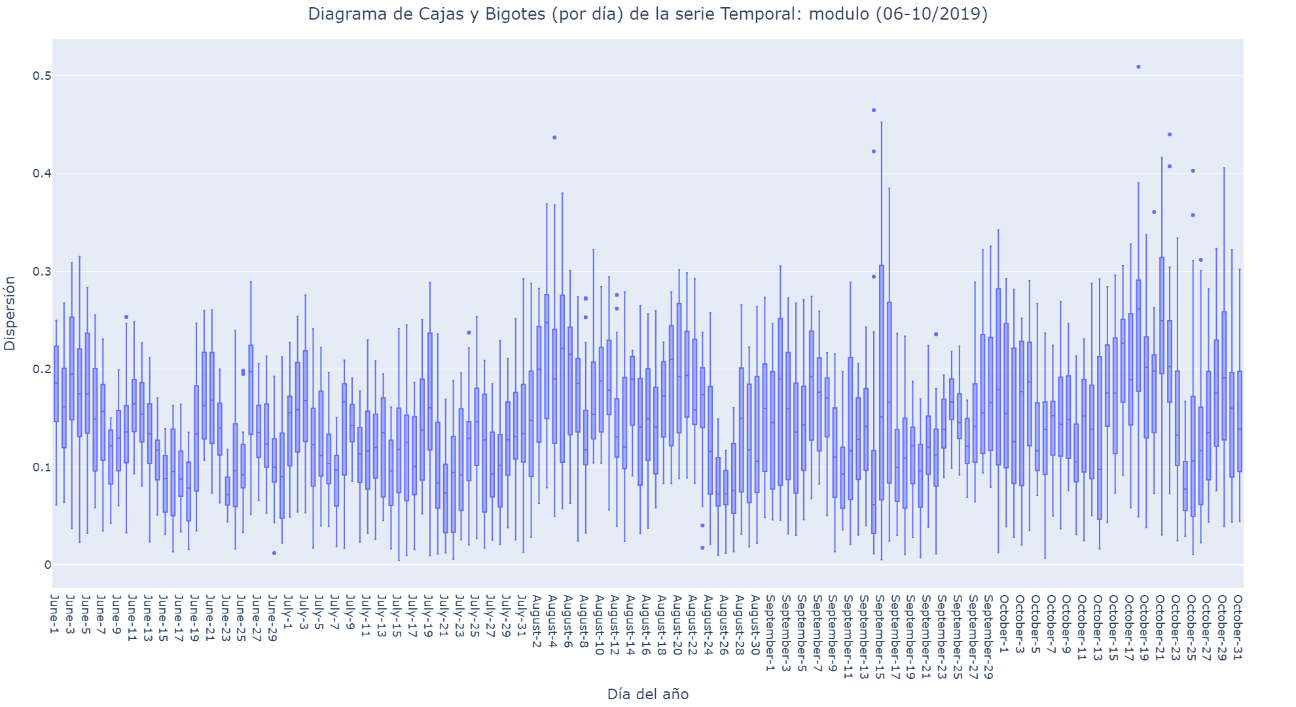 Diagrama de Cajas y Bigotes (por día) de la serie Temporal: modulo (06-10/2019)
Dispersión
0.5
0.4
0.3
0.2
0.1
0
June-1
June-3
June-5
June-7
June-9
June-11
June-13
June-15
June-17
June-19
June-21
June-23
June-25
June-27
June-29
July-1
July-3
July-5
July-7
July-9
July-11
July-13
July-15
July-17
July-19
July-21
July-23
July-25
July-27
July-29
July-31
August-2
August-4
August-6
August-8
August-10
August-12
August-14
August-16
August-18
August-20
August-22
August-24
August-26
August-28
August-30
September-1
September-3
September-5
September-7
September-9
September-11
September-13
September-15
September-17
September-19
September-21
September-23
September-25
September-27
September-29
October-1
October-3
October-5
October-7
October-9
October-11
October-13
October-15
October-17
October-19
October-21
October-23
October-25
October-27
October-29
October-31
Día del año